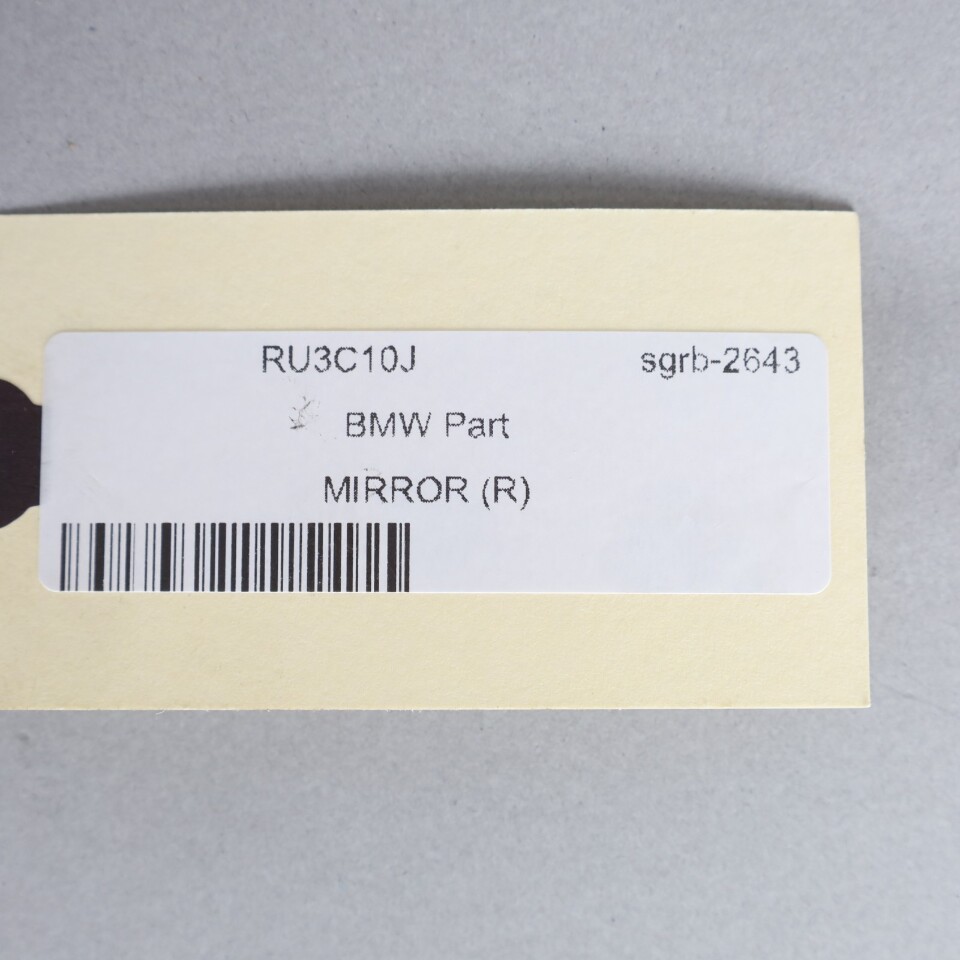 RU3C10J sgrb-2643
BMW Part
MIRROR (R)